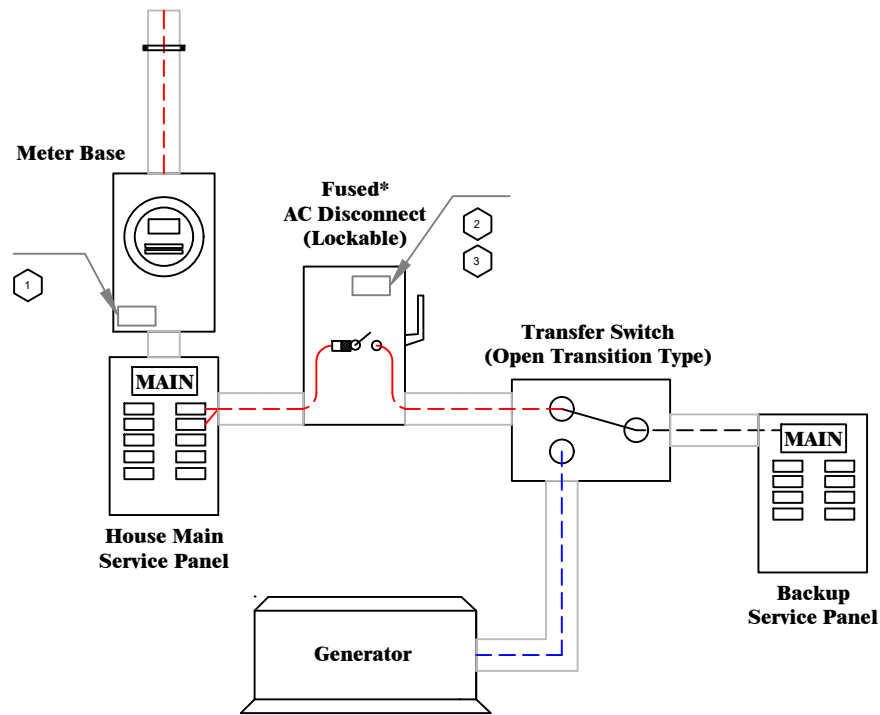 Meter Base
Fused*
AC Disconnect
(Lockable)
2
3
1
Transfer Switch
(Open Transition Type)
MAIN
MAIN
House Main
Service Panel
Backup
Service Panel
Generator